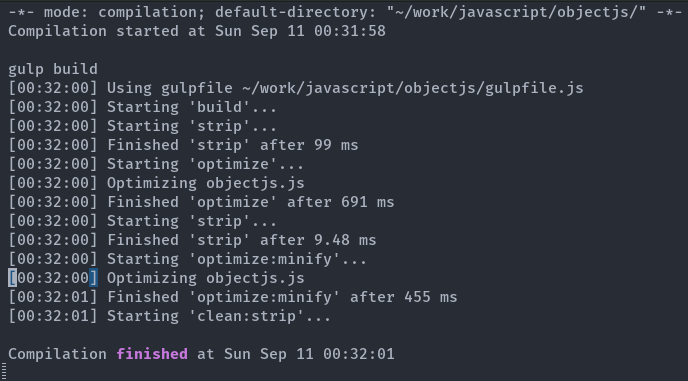 -*- mode: compilation; default-directory: "~/work/javascript/objectjs/" -*-
Compilation started at Sun Sep 11 00:31:58

gulp build
[00:32:00] Using gulpfile ~/work/javascript/objectjs/gulpfile.js
[00:32:00] Starting 'build'...
[00:32:00] Starting 'strip'...
[00:32:00] Finished 'strip' after 99 ms
[00:32:00] Starting 'optimize'...
[00:32:00] Optimizing objectjs.js
[00:32:00] Finished 'optimize' after 691 ms
[00:32:00] Starting 'strip'...
[00:32:00] Finished 'strip' after 9.48 ms
[00:32:00] Starting 'optimize:minify'...
[00:32:00] Optimizing objectjs.js
[00:32:01] Finished 'optimize:minify' after 455 ms
[00:32:01] Starting 'clean:strip'...

Compilation finished at Sun Sep 11 00:32:01